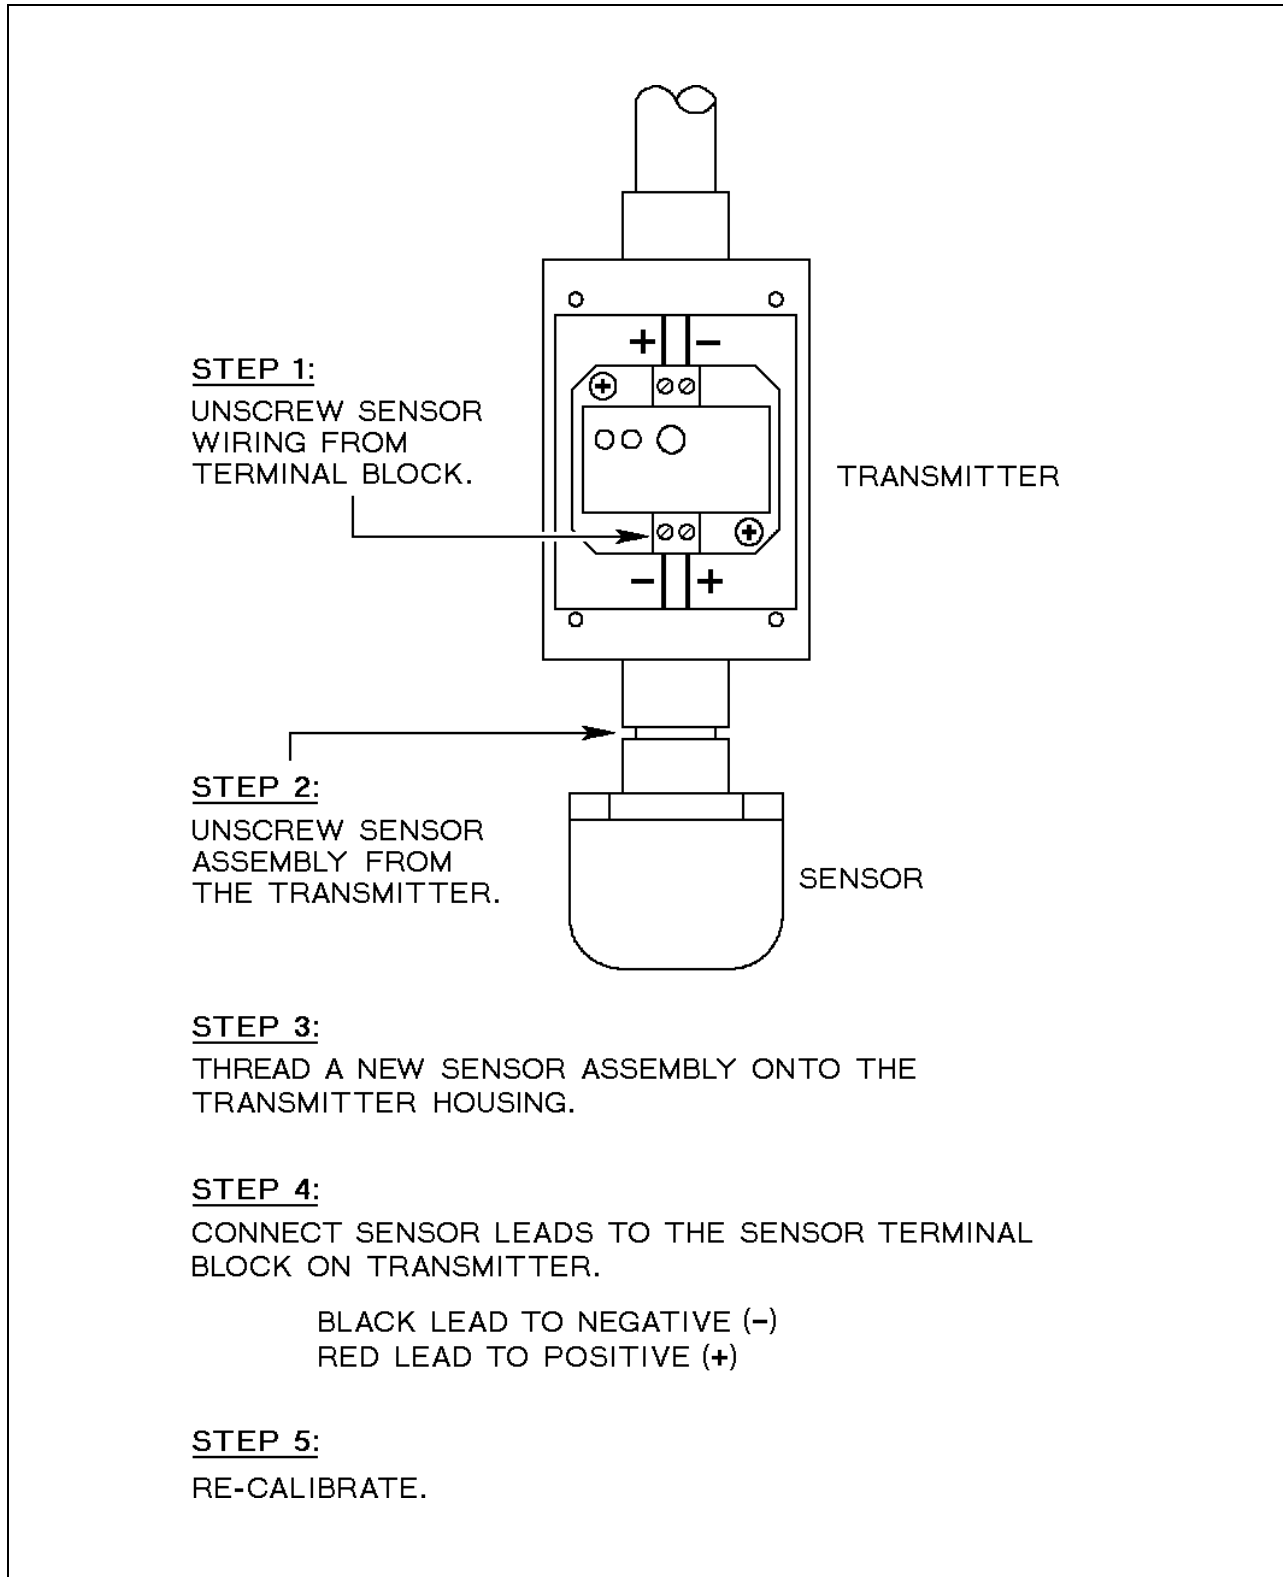 + −
STEP 1:
UNSCREW SENSOR
WIRING FROM
TERMINAL BLOCK.
TRANSMITTER
− +
STEP 2:
UNSCREW SENSOR
ASSEMBLY FROM
THE TRANSMITTER.
SENSOR
STEP 3:
THREAD A NEW SENSOR ASSEMBLY ONTO THE
TRANSMITTER HOUSING.
STEP 4:
CONNECT SENSOR LEADS TO THE SENSOR TERMINAL
BLOCK ON TRANSMITTER.
BLACK LEAD TO NEGATIVE (−)
RED LEAD TO POSITIVE (+)
STEP 5:
RE-CALIBRATE.